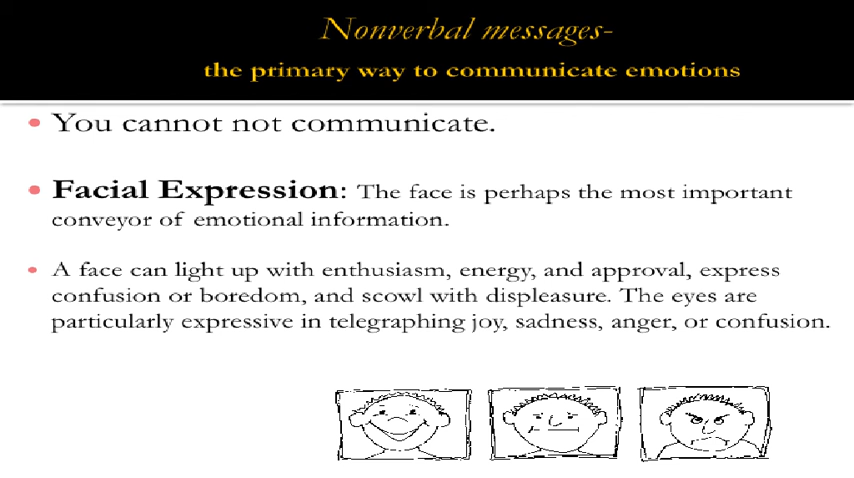 Nonverbal messages-
the primary way to communicate emotions
You cannot not communicate.
Facial Expression: The face is perhaps the most important
conveyor of emotional information.
A face can light up with enthusiasm, energy, and approval, express
confusion or boredom, and scowl with displeasure. The eyes are
particularly expressive in telegraphing joy, sadness, anger, or confusion.